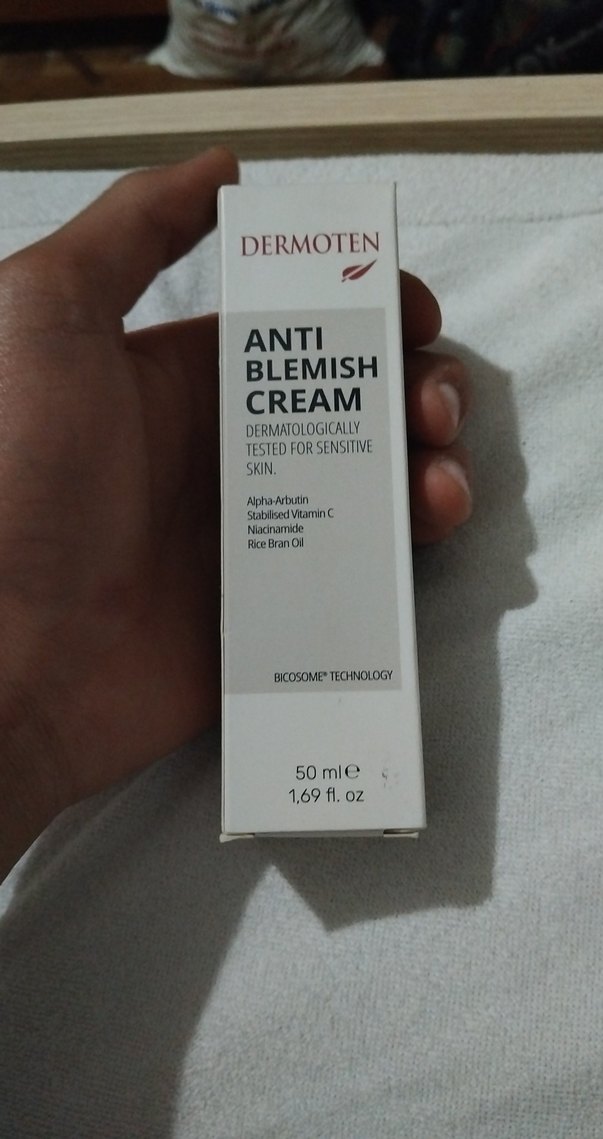 DERMOTEN
ANTI
BLEMISH
CREAM
DERMATOLOGICALLY
TESTED FOR SENSITIVE
SKIN.
Alpha-Arbutin
Stabilised Vitamin C
Niacinamide
Rice Bran Oil
BICOSOME® TECHNOLOGY
50 ml℮
1,69 fl. oz